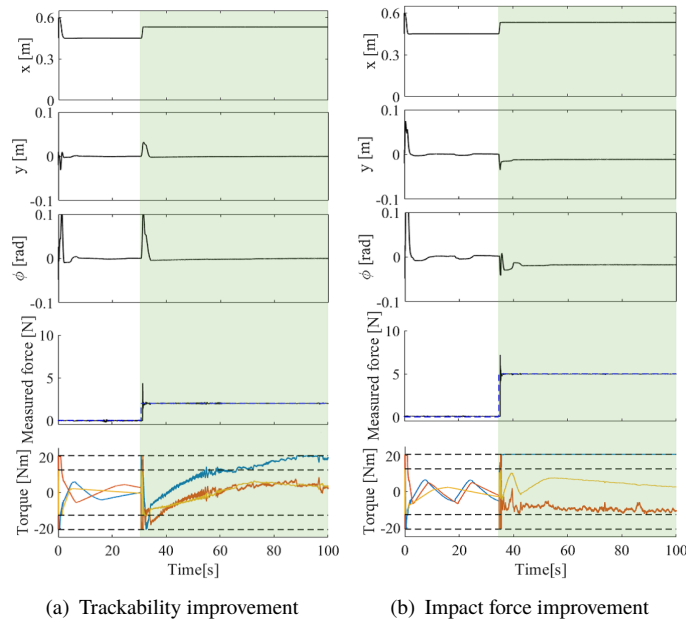 0.6
x [m]
0.3
0
0.1
y [m]
0
-0.1
0.1
ϕ [rad]
0
-0.1
10
Measured force [N]
5
0
20
Torque [Nm]
0
-20
0 20 40 60 80 100
Time[s]
(a) Trackability improvement
0.6
x [m]
0.3
0
0.1
y [m]
0
-0.1
0.1
ϕ [rad]
0
-0.1
10
Measured force [N]
5
0
20
Torque [Nm]
0
-20
0 20 40 60 80 100
Time[s]
(b) Impact force improvement